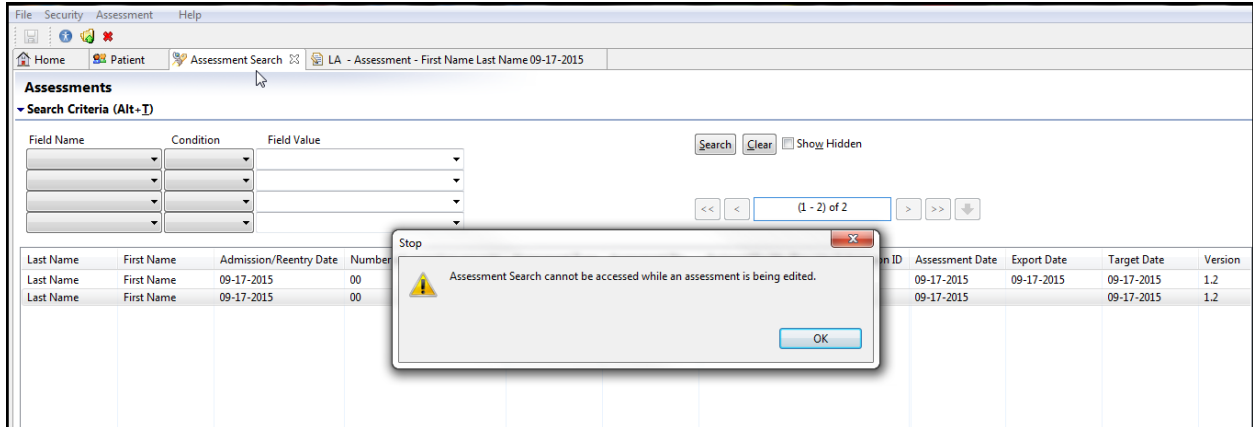 File Security Assessment Help
Home Patient Assessment Search LA - Assessment - First Name Last Name 09-17-2015
Assessments
Search Criteria (Alt+T)
Field Name Condition Field Value
Search Clear Show Hidden
<< < (1 - 2) of 2 > >>
Stop
Assessment Search cannot be accessed while an assessment is being edited.
OK
Last Name First Name Admission/Reentry Date Number ID Assessment Date Export Date Target Date Version
Last Name First Name 09-17-2015 00 09-17-2015 09-17-2015 09-17-2015 1.2
Last Name First Name 09-17-2015 00 09-17-2015 09-17-2015 1.2